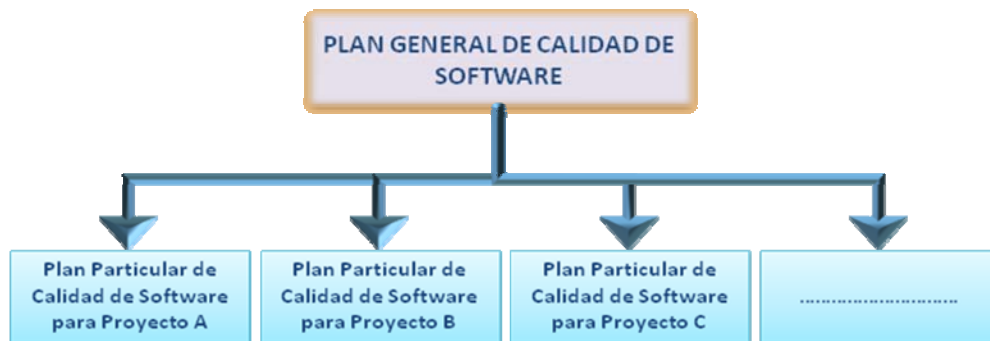 PLAN GENERAL DE CALIDAD DE
SOFTWARE
Plan Particular de
Calidad de Software
para Proyecto A
Plan Particular de
Calidad de Software
para Proyecto B
Plan Particular de
Calidad de Software
para Proyecto C
..............................